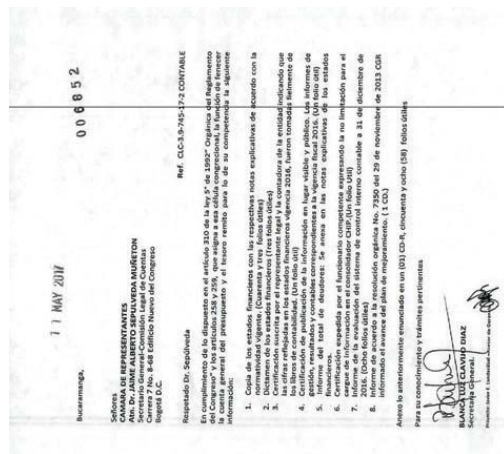 11 MAY 2017
006852
Bucaramanga,
Señores
CAMARA DE REPRESENTANTES
Atn. Dr. JAIME ALBERTO SEPULVEDA MUÑETON
Secretario General-Comisión Legal de Cuentas
Carrera 7 No. 8-68 Edificio Nuevo del Congreso
Bogotá D.C.
Ref. CLC-3.9-745-17-2 CONTABLE
Respetado Dr. Sepúlveda
En cumplimiento de lo dispuesto en el artículo 310 de la ley 5° de 1992" Orgánica del Reglamento
del Congreso" y los artículos 258 y 259, que asigna a esa célula congresional, la función de fenecer
la cuenta general del presupuesto y el tesoro remito para lo de su competencia la siguiente
información:
1. Copia de los estados financieros con las respectivas notas explicativas de acuerdo con la
normatividad vigente. (Cuarenta y tres folios útiles)
2. Dictamen de los estados financieros (Tres folios útiles)
3. Certificación suscrita por el representante legal y la contadora de la entidad indicando que
las cifras reflejadas en los estados financieros vigencia 2016, fueron tomadas fielmente de
los libros de contabilidad. (Un folio útil)
4. Certificación de publicación de la información en lugar visible y público. Los informes de
gestión, resultados y contables correspondientes a la vigencia fiscal 2016. (Un folio útil)
5. Informe del total de deudores: Se anexa en las notas explicativas de los estados
financieros.
6. Certificación expedida por el funcionario competente expresando la no limitación para el
cargue de información en el consolidador CHIP.(Un folio Útil)
7. Informe de la evaluación del sistema de control interno contable a 31 de diciembre de
2016. (Ocho folios útiles)
8. Informe de acuerdo a la resolución orgánica No. 7350 del 29 de noviembre de 2013 CGR
informado el avance del plan de mejoramiento. ( 1 CD.)
Anexo lo anteriormente enunciado en un (01) CD-R, cincuenta y ocho (58) folios útiles
Para su conocimiento y trámites pertinentes
BLANCA LUZ CLAVIJO DIAZ
Secretaria General